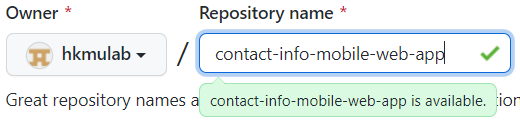 Owner * Repository name *
hkmulab / contact-info-mobile-web-app
contact-info-mobile-web-app is available.
Great repository names a